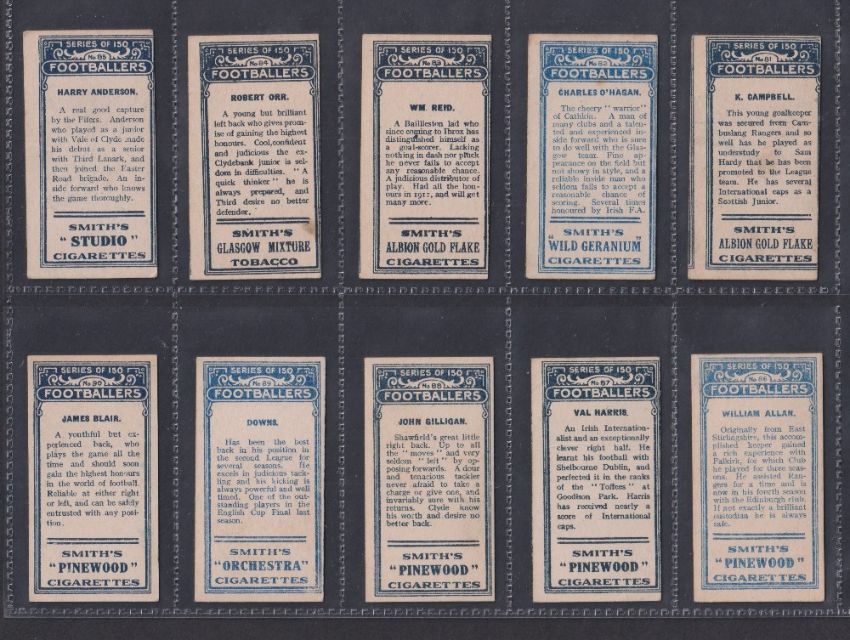 SERIES OF 150
No 85
FOOTBALLERS
HARRY ANDERSON.
A real good capture
by the Fifers. Anderson
who played as a junior
with Vale of Clyde made
his debut as a senior
with Third Lanark, and
then joined the Easter
Road brigade. An in-
side forward who knows
the game thoroughly.
SMITH'S
"STUDIO"
CIGARETTES
SERIES OF 150
No 84
FOOTBALLERS
ROBERT ORR.
A young but brilliant
left back who gives pro-
mise of gaining the highest
honours. Cool, confident
and judicious the ex-
Clydebank junior is sel-
dom in difficulties. "A
quick thinker" he is
always prepared, and
Third desire no better
defender.
SMITH'S
GLASGOW MIXTURE
TOBACCO
SERIES OF 150
No 83
FOOTBALLERS
WM. REID.
A Baillieston lad who
since coming to Ibrox has
distinguished himself as
a goal-scorer. Lacking
nothing in dash nor pluck
he never fails to accept
any reasonable chance.
A judicious distributor of
play. Had all the hon-
ours in 1911, and will get
many more.
SMITH'S
ALBION GOLD FLAKE
CIGARETTES
SERIES OF 150
No 82
FOOTBALLERS
CHARLES O'HAGAN.
The cheery "warrior"
of Cathkin. A man of
many clubs and a talen-
ted and experienced in-
side forward who is sure
to do well with the Glas-
gow team. Fine ap-
pearance on the field but
not showy in style, and a
reliable inside man who
seldom fails to accept a
reasonable chance of
scoring. Several times
honoured by Irish F.A.
SMITH'S
"WILD GERANIUM"
CIGARETTES
SERIES OF 150
No 81
FOOTBALLERS
K. CAMPBELL.
This young goalkeeper
was secured from Cam-
buslang Rangers and so
well has he played as
understudy to Sam
Hardy that he has been
promoted to the League
team. He has several
International caps as a
Scottish Junior.
SMITH'S
ALBION GOLD FLAKE
CIGARETTES
SERIES OF 150
No 90
FOOTBALLERS
JAMES BLAIR.
A youthful but ex-
perienced back, who
plays the game all the
time and should soon
gain the highest honours
in the world of football.
Reliable at either right
or left, and can be safely
entrusted with any posi-
tion.
SMITH'S
"PINEWOOD"
CIGARETTES
SERIES OF 150
No 89
FOOTBALLERS
DOWNS.
Has been the best
back in his position in
the second League for
several seasons. He
excels in judicious tack-
ling and his kicking is
always powerful and well
timed. One of the out-
standing players in the
English Cup Final last
season.
SMITH'S
"ORCHESTRA"
CIGARETTES
SERIES OF 150
No 88
FOOTBALLERS
JOHN GILLIGAN.
Shawfield's great little
right back. Up to all
the "moves" and very
seldom "left" by op-
posing forwards. A dour
and tenacious tackler
never afraid to take a
charge or give one, and
invariably sure with his
returns. Clyde know
his worth and desire no
better back.
SMITH'S
"PINEWOOD"
CIGARETTES
SERIES OF 150
No 87
FOOTBALLERS
VAL HARRIS.
An Irish Internation-
alist and an exceptionally
clever right half. He
learnt his football with
Shelbourne Dublin, and
perfected it in the ranks
of the "Toffees" at
Goodison Park. Harris
has received nearly a
score of International
caps.
SMITH'S
"PINEWOOD"
CIGARETTES
SERIES OF 150
No 86
FOOTBALLERS
WILLIAM ALLAN.
Originally from East
Stirlingshire, this accom-
plished keeper gained
a rich experience with
Falkirk, for which Club
he played for three seas-
ons. He assisted Ran-
gers for a time and is
now in his fourth season
with the Edinburgh club.
If not exactly a brilliant
custodian he is always
safe.
SMITH'S
"PINEWOOD"
CIGARETTES